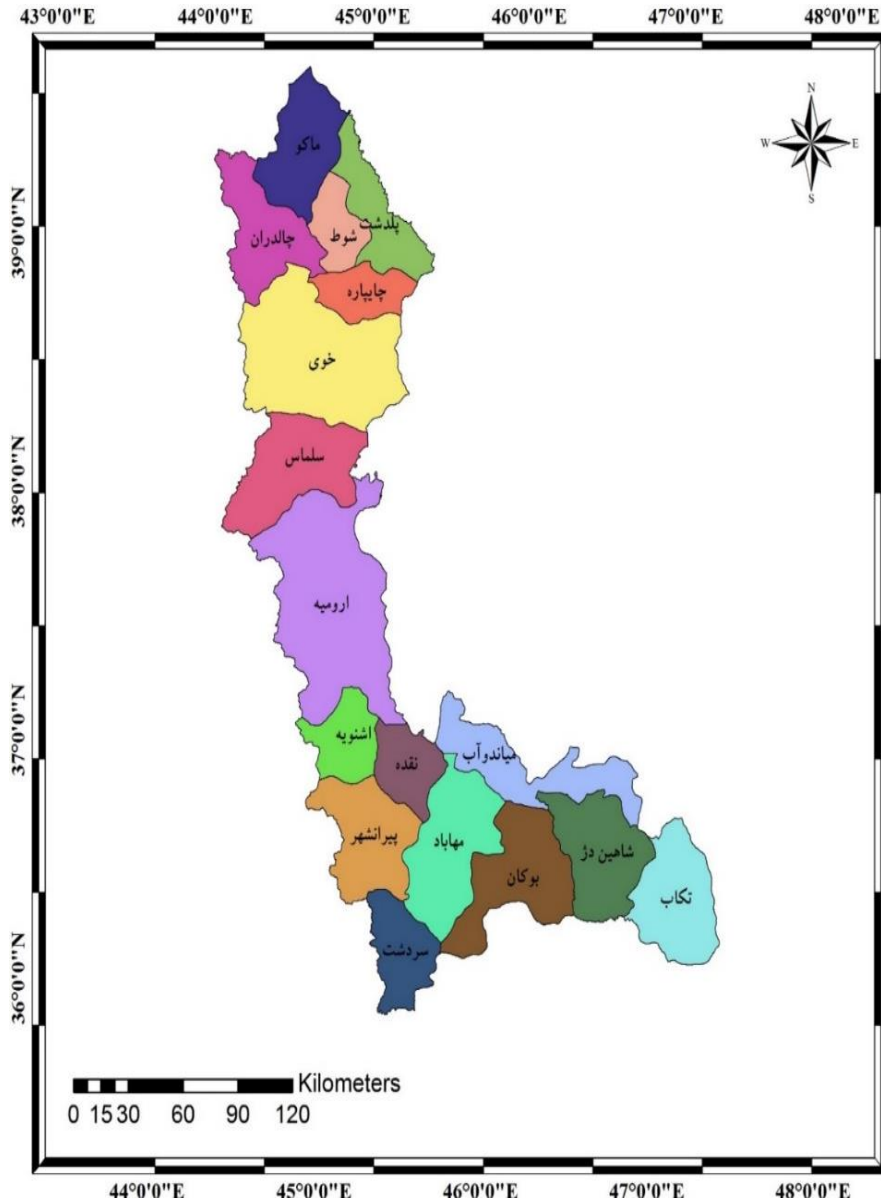 43°0'0"E 44°0'0"E 45°0'0"E 46°0'0"E 47°0'0"E 48°0'0"E
N
W E
S
39°0'0"N
38°0'0"N
37°0'0"N
36°0'0"N
ماکو
پلدشت
شوط
چالدران
چایپاره
خوی
سلماس
ارومیه
اشنویه
نقده
میاندوآب
پیرانشهر
مهاباد
بوکان
شاهین دژ
تکاب
سردشت
Kilometers
0 15 30 60 90 120
44°0'0"E 45°0'0"E 46°0'0"E 47°0'0"E 48°0'0"E